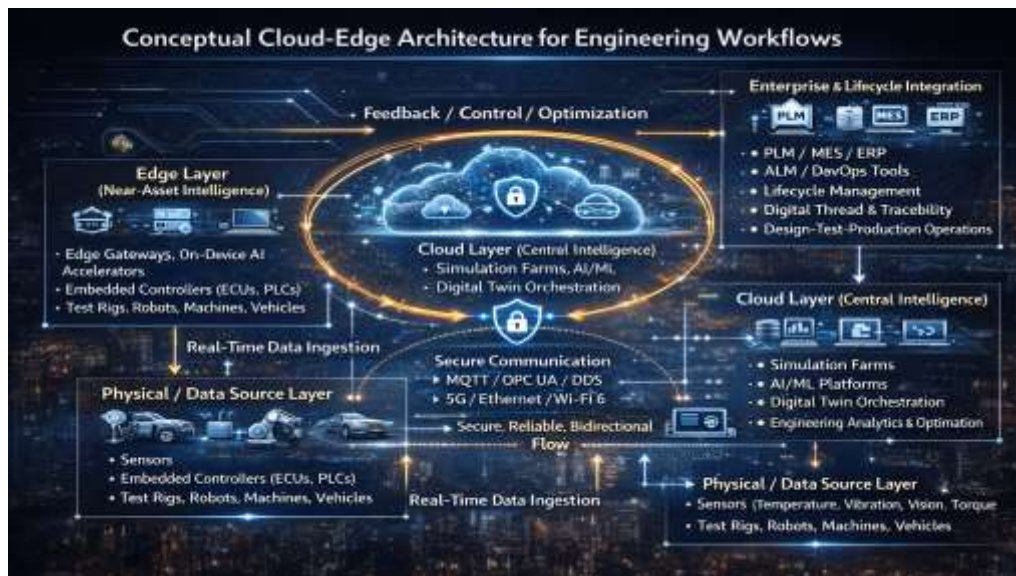 Conceptual Cloud-Edge Architecture for Engineering Workflows
Feedback / Control / Optimization
Enterprise & Lifecycle Integration
PLM
MES
ERP
• PLM / MES / ERP
• ALM / DevOps Tools
• Lifecycle Management
• Digital Thread & Traceability
• Design-Test-Production Operations
Edge Layer
(Near-Asset Intelligence)
• Edge Gateways, On-Device AI
Accelerators
• Embedded Controllers (ECUs, PLCs)
• Test Rigs, Robots, Machines, Vehicles
Cloud Layer (Central Intelligence)
• Simulation Farms, AI/ML
• Digital Twin Orchestration
Real-Time Data Ingestion
Secure Communication
▸ MQTT / OPC UA / DDS
▸ 5G / Ethernet / Wi-Fi 6
Secure, Reliable, Bidirectional
Flow
Cloud Layer (Central Intelligence)
• Simulation Farms
• AI/ML Platforms
• Digital Twin Orchestration
• Engineering Analytics & Optimation
Physical / Data Source Layer
• Sensors
• Embedded Controllers (ECUs, PLCs)
• Test Rigs, Robots, Machines, Vehicles
Real-Time Data Ingestion
Physical / Data Source Layer
• Sensors (Temperature, Vibration, Vision, Torque
• Test Rigs, Robots, Machines, Vehicles